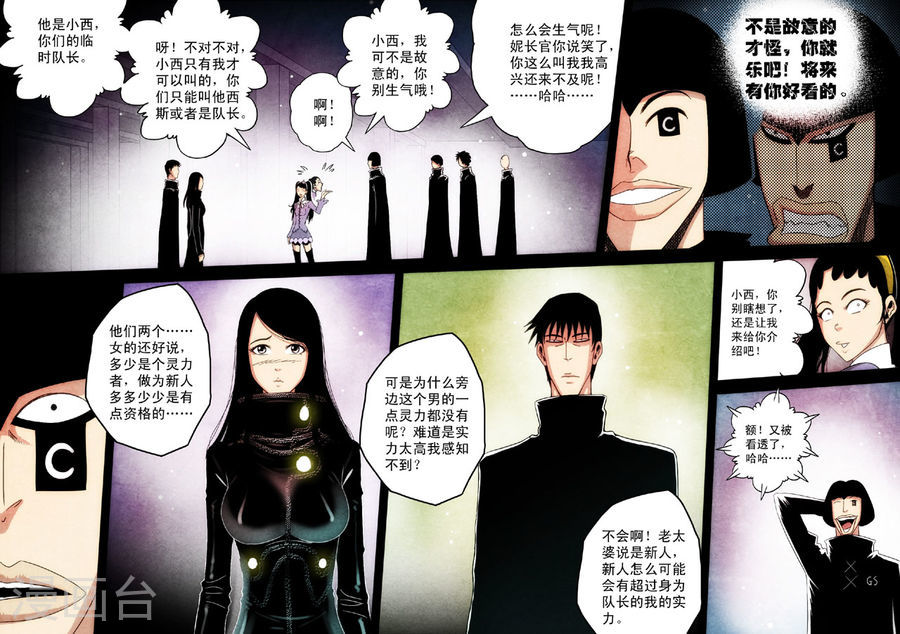 他是小西，
你们的临
时队长。
呀！不对不对，
小西只有我才
可以叫的，你
们只能叫他西
斯或者是队长。
啊！
啊！
小西，我
可不是故
意的，你
别生气哦！
怎么会生气呢！
妮长官你说笑了，
你这么叫我我高
兴还来不及呢！
……哈哈……
不是故意的
才怪，你就
乐吧！将来
有你好看的。
C
C
C
他们两个……
女的还好说，
多少是个灵力
者，做为新人
多多少少是有
点资格的……
可是为什么旁
边这个男的一
点灵力都没有
呢？难道是实
力太高我感知
不到？
不会啊！老太
婆说是新人，
新人怎么可能
会有超过身为
队长的我的实
力。
小西，你
别瞎想了，
还是让我
来给你介
绍吧！
额！又被
看透了，
哈哈……
GS
漫画台